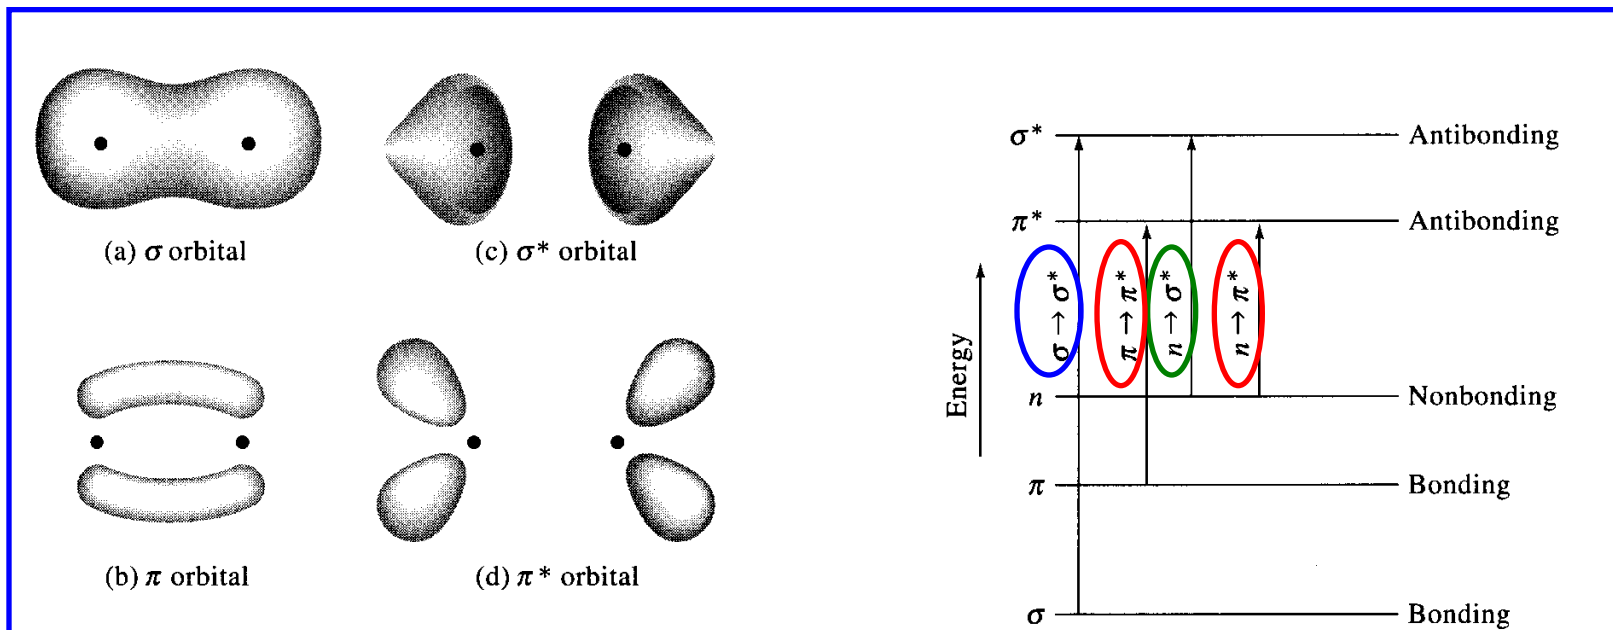 (a) σ orbital
(c) σ* orbital
(b) π orbital
(d) π* orbital
Energy
σ* Antibonding
π* Antibonding
σ → σ*
π → π*
n → σ*
n → π*
n Nonbonding
π Bonding
σ Bonding